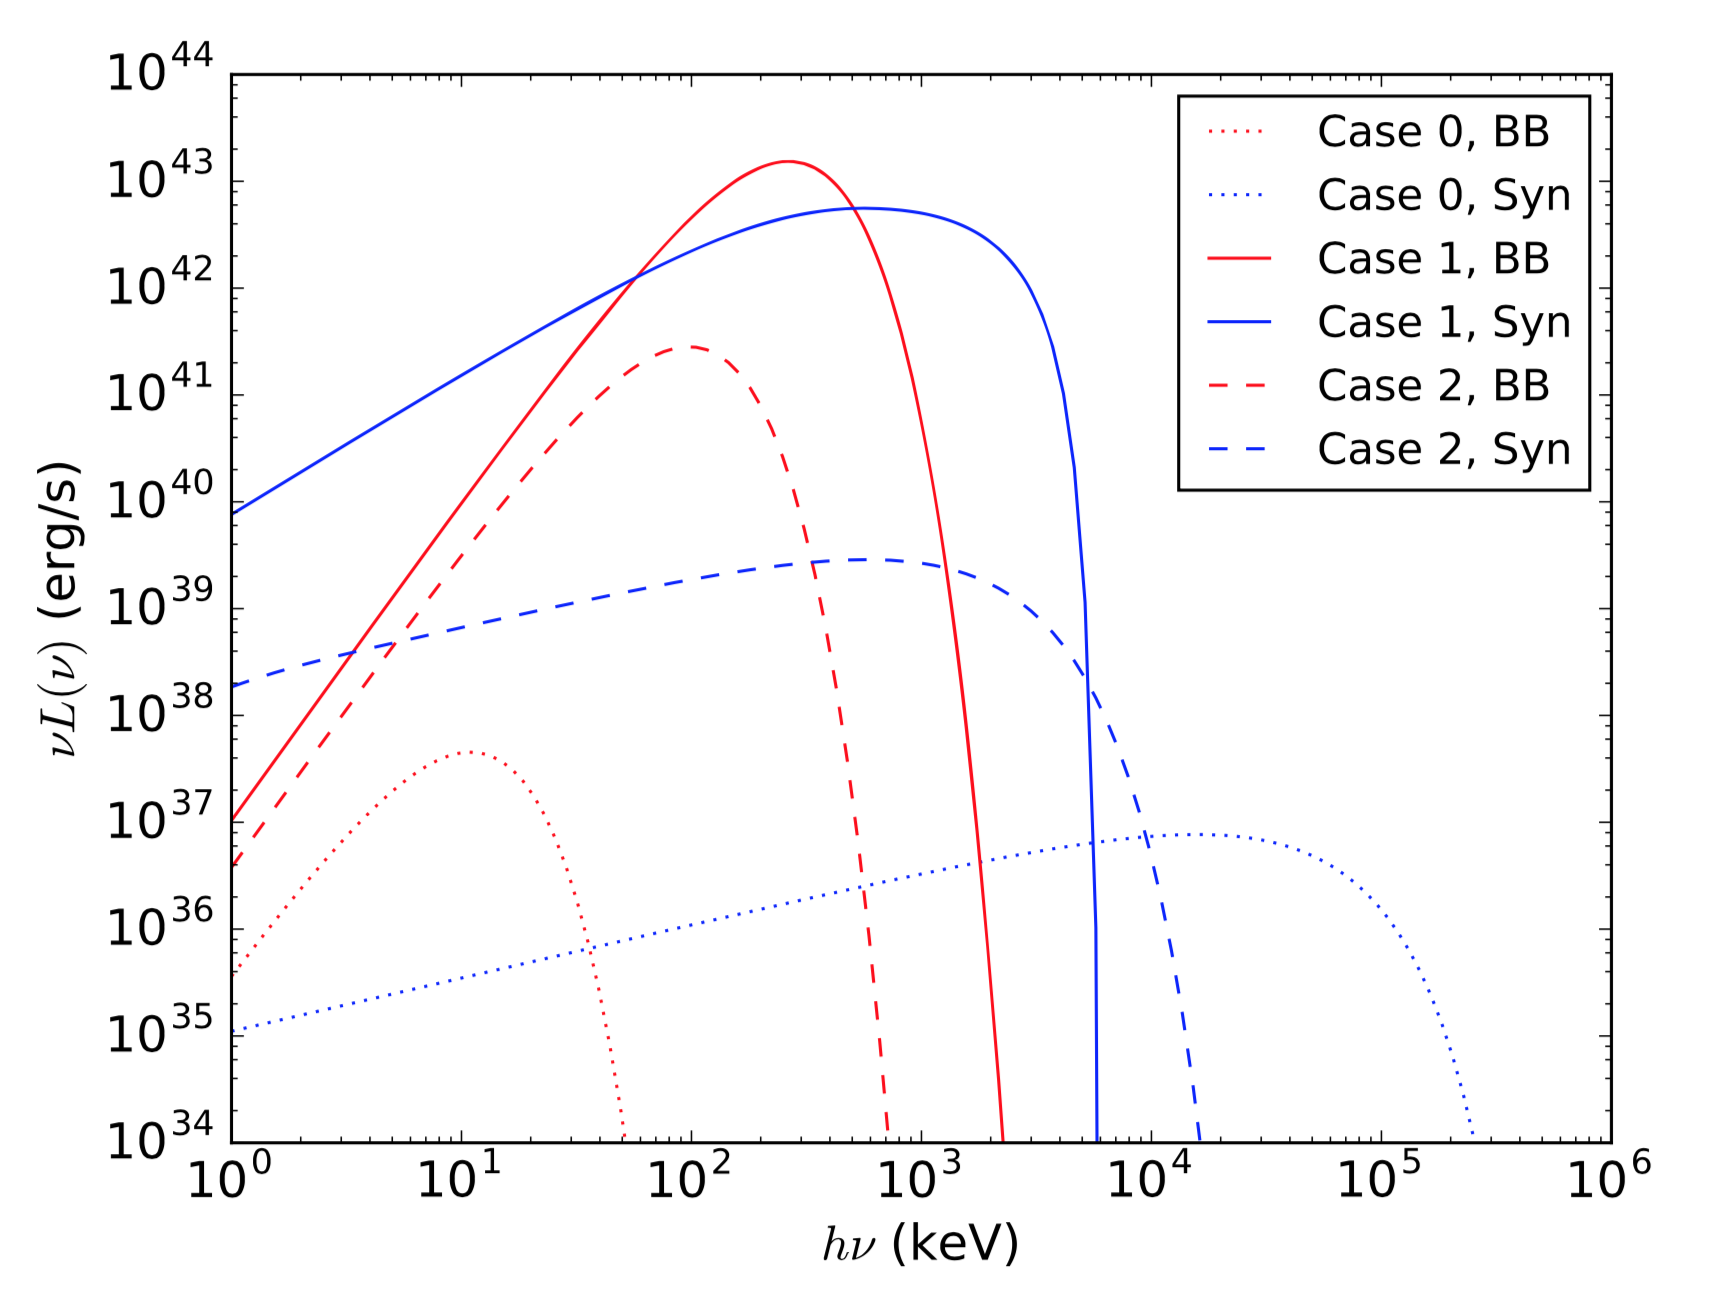 10^44
10^43
10^42
10^41
10^40
10^39
10^38
10^37
10^36
10^35
10^34
νL(ν) (erg/s)
10^0 10^1 10^2 10^3 10^4 10^5 10^6
hν (keV)
Case 0, BB
Case 0, Syn
Case 1, BB
Case 1, Syn
Case 2, BB
Case 2, Syn